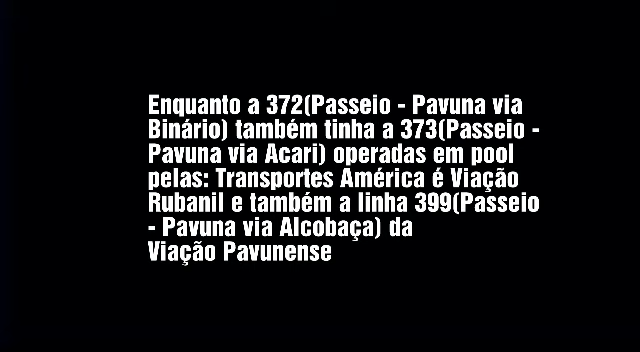 Enquanto a 372(Passeio - Pavuna via
Binário) também tinha a 373(Passeio -
Pavuna via Acari) operadas em pool
pelas: Transportes América é Viação
Rubanil e também a linha 399(Passeio
- Pavuna via Alcobaça) da
Viação Pavunense